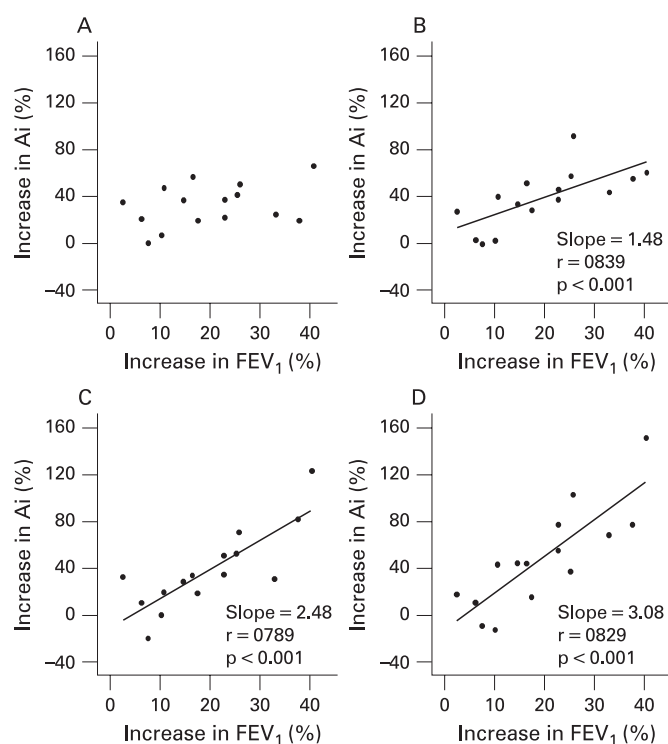 A
Increase in Ai (%)
160
120
80
40
0
–40
0 10 20 30 40
Increase in FEV₁ (%)
B
Increase in Ai (%)
160
120
80
40
0
–40
Slope = 1.48
r = 0839
p < 0.001
0 10 20 30 40
Increase in FEV₁ (%)
C
Increase in Ai (%)
160
120
80
40
0
–40
Slope = 2.48
r = 0789
p < 0.001
0 10 20 30 40
Increase in FEV₁ (%)
D
Increase in Ai (%)
160
120
80
40
0
–40
Slope = 3.08
r = 0829
p < 0.001
0 10 20 30 40
Increase in FEV₁ (%)